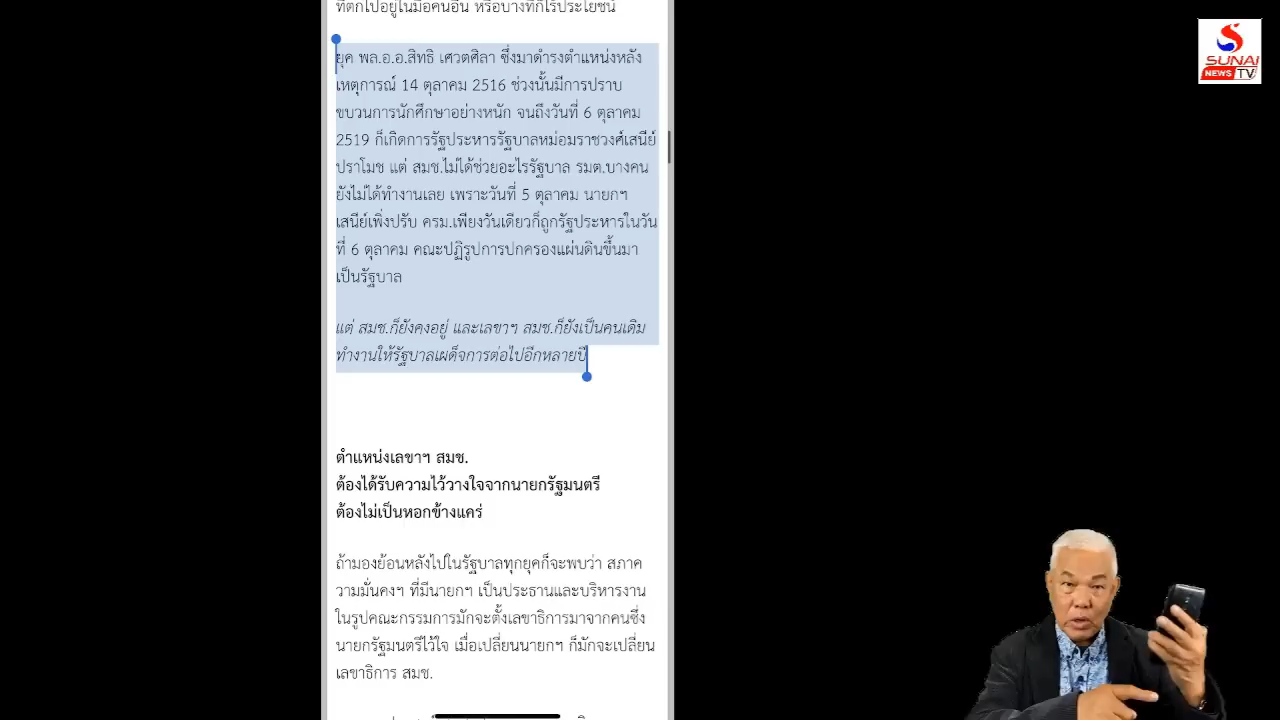 ที่ตกไปอยู่ในมือคนอื่น หรือบางทีก็ไร้ประโยชน์
ยุค พล.อ.อ.สิทธิ เศวตศิลา ซึ่งมาดำรงตำแหน่งหลัง
เหตุการณ์ 14 ตุลาคม 2516 ช่วงนั้นมีการปราบ
ขบวนการนักศึกษาอย่างหนัก จนถึงวันที่ 6 ตุลาคม
2519 ก็เกิดการรัฐประหารรัฐบาลหม่อมราชวงศ์เสนีย์
ปราโมช แต่ สมช.ไม่ได้ช่วยอะไรรัฐบาล รมต.บางคน
ยังไม่ได้ทำงานเลย เพราะวันที่ 5 ตุลาคม นายกฯ
เสนีย์เพิ่งปรับ ครม.เพียงวันเดียวก็ถูกรัฐประหารในวัน
ที่ 6 ตุลาคม คณะปฏิรูปการปกครองแผ่นดินขึ้นมา
เป็นรัฐบาล
แต่ สมช.ก็ยังคงอยู่ และเลขาฯ สมช.ก็ยังเป็นคนเดิม
ทำงานให้รัฐบาลเผด็จการต่อไปอีกหลายปี
ตำแหน่งเลขาฯ สมช.
ต้องได้รับความไว้วางใจจากนายกรัฐมนตรี
ต้องไม่เป็นหอกข้างแคร่
ถ้ามองย้อนหลังไปในรัฐบาลทุกยุคก็จะพบว่า สภาค
วามมั่นคงฯ ที่มีนายกฯ เป็นประธานและบริหารงาน
ในรูปคณะกรรมการมักจะตั้งเลขาธิการมาจากคนซึ่ง
นายกรัฐมนตรีไว้ใจ เมื่อเปลี่ยนนายกฯ ก็มักจะเปลี่ยน
เลขาธิการ สมช.
SUNAI
NEWS TV